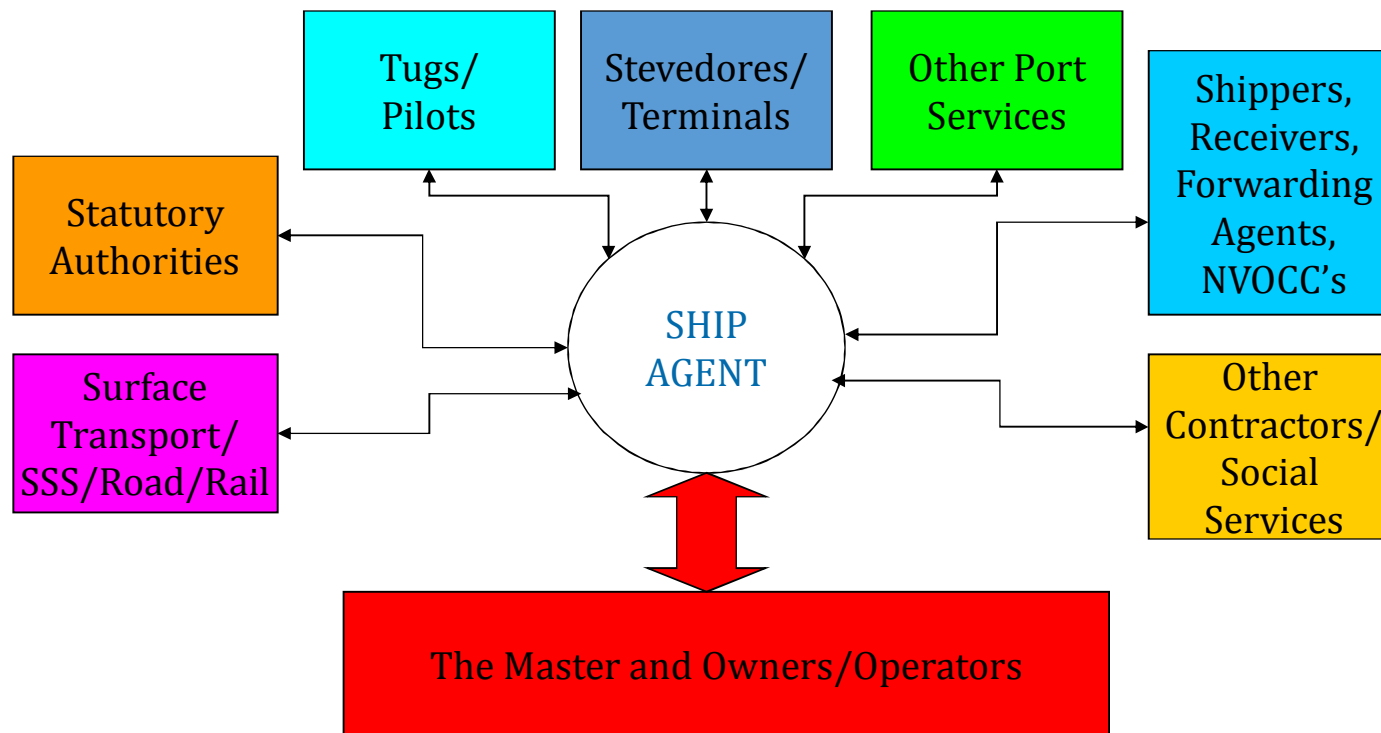 Tugs/
Pilots
Stevedores/
Terminals
Other Port
Services
Shippers,
Receivers,
Forwarding
Agents,
NVOCC’s
Statutory
Authorities
SHIP
AGENT
Surface
Transport/
SSS/Road/Rail
Other
Contractors/
Social
Services
The Master and Owners/Operators